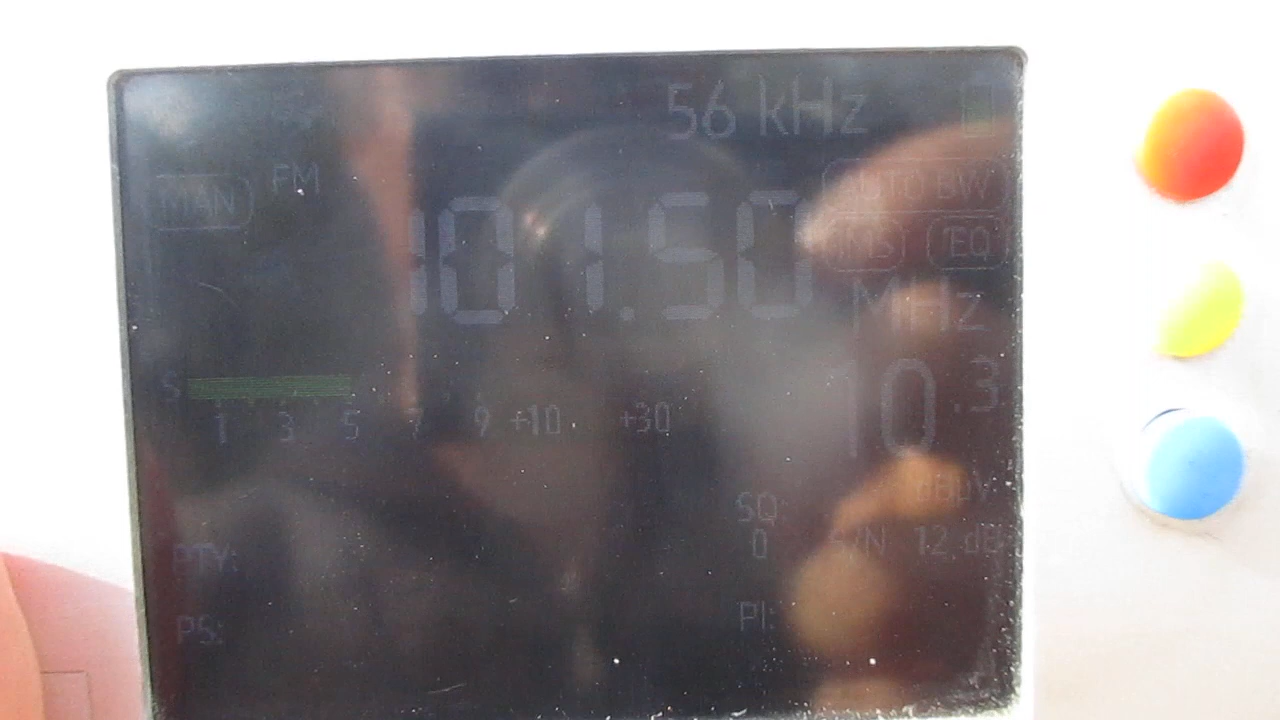 56 kHz
FM
MAN
AUTO BW
101.50
EQ
MHz
S
1 3 5 7 9 +10 +30
10.3
dBµV
SQ:
0
S/N 12 dB
PTY:
PS:
PI: